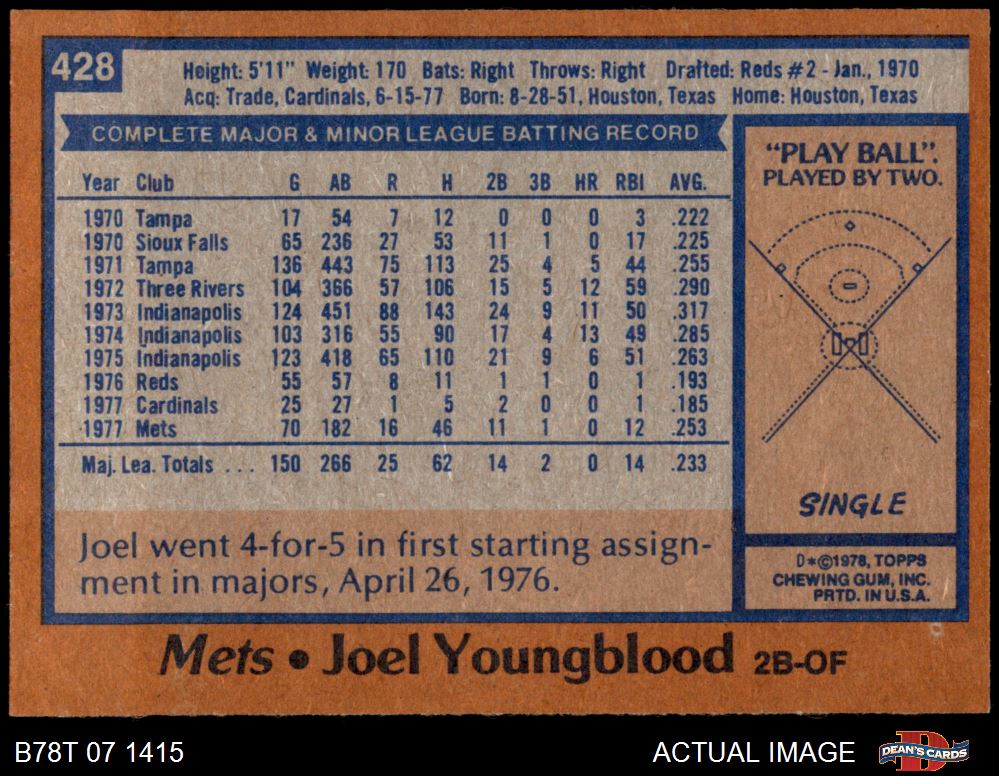 428
Height: 5'11" Weight: 170 Bats: Right Throws: Right Drafted: Reds #2 - Jan., 1970
Acq: Trade, Cardinals, 6-15-77 Born: 8-28-51, Houston, Texas Home: Houston, Texas
COMPLETE MAJOR & MINOR LEAGUE BATTING RECORD
Year Club G AB R H 2B 3B HR RBI AVG.
1970 Tampa 17 54 7 12 0 0 0 3 .222
1970 Sioux Falls 65 236 27 53 11 1 0 17 .225
1971 Tampa 136 443 75 113 25 4 5 44 .255
1972 Three Rivers 104 366 57 106 15 5 12 59 .290
1973 Indianapolis 124 451 88 143 24 9 11 50 .317
1974 Indianapolis 103 316 55 90 17 4 13 49 .285
1975 Indianapolis 123 418 65 110 21 9 6 51 .263
1976 Reds 55 57 8 11 1 1 0 1 .193
1977 Cardinals 25 27 1 5 2 0 0 1 .185
1977 Mets 70 182 16 46 11 1 0 12 .253
Maj. Lea. Totals ... 150 266 25 62 14 2 0 14 .233
Joel went 4-for-5 in first starting assign-
ment in majors, April 26, 1976.
"PLAY BALL".
PLAYED BY TWO.
SINGLE
D*©1978, TOPPS
CHEWING GUM, INC.
PRTD. IN U.S.A.
Mets • Joel Youngblood 2B-OF
B78T 07 1415
ACTUAL IMAGE
DEAN'S CARDS